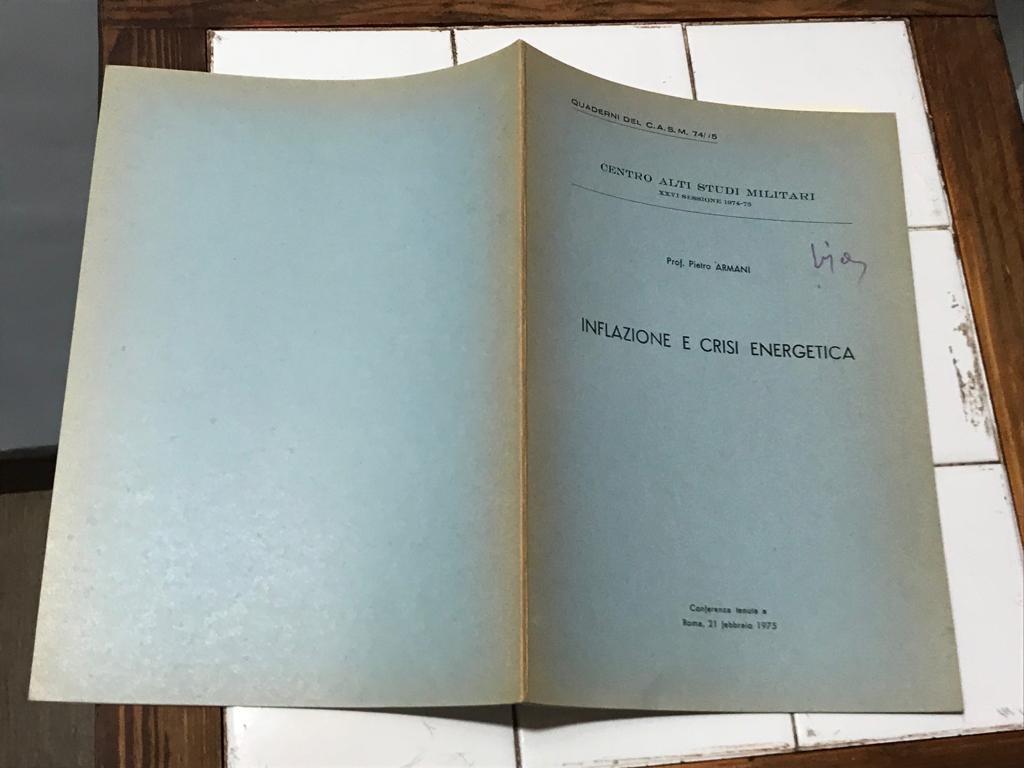 QUADERNI DEL C.A.S.M. 74/75
CENTRO ALTI STUDI MILITARI
XXVI SESSIONE 1974-75
Prof. Pietro ARMANI
INFLAZIONE E CRISI ENERGETICA
Conferenza tenuta a
Roma, 21 febbraio 1975